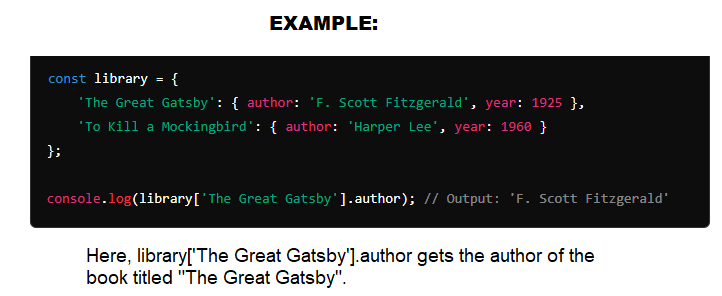 EXAMPLE:
const library = {
'The Great Gatsby': { author: 'F. Scott Fitzgerald', year: 1925 },
'To Kill a Mockingbird': { author: 'Harper Lee', year: 1960 }
};
console.log(library['The Great Gatsby'].author); // Output: 'F. Scott Fitzgerald'
Here, library['The Great Gatsby'].author gets the author of the
book titled "The Great Gatsby".